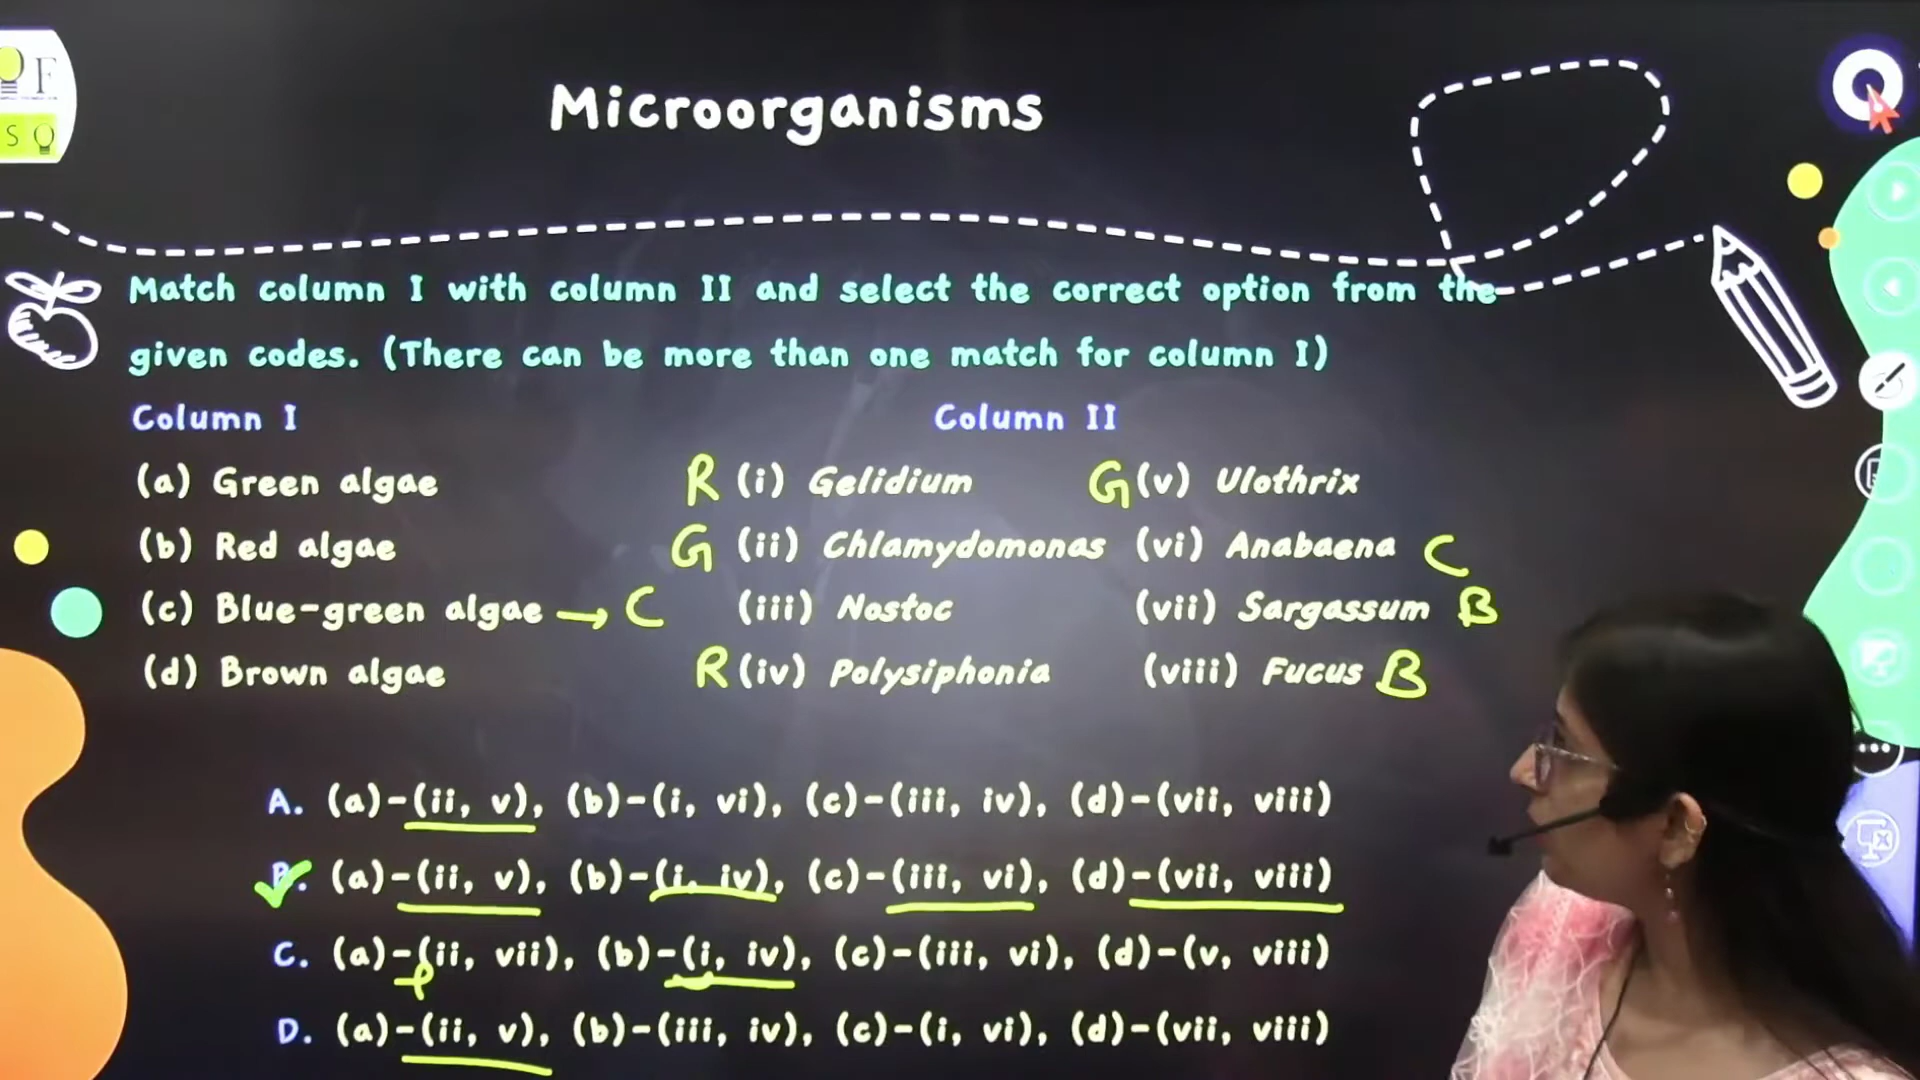 OF
SO
Microorganisms
Match column I with column II and select the correct option from the
given codes. (There can be more than one match for column I)
Column I Column II
(a) Green algae R (i) Gelidium G (v) Ulothrix
(b) Red algae G (ii) Chlamydomonas (vi) Anabaena C
(c) Blue-green algae → C (iii) Nostoc (vii) Sargassum B
(d) Brown algae R (iv) Polysiphonia (viii) Fucus B
A. (a)-(ii, v), (b)-(i, vi), (c)-(iii, iv), (d)-(vii, viii)
B. (a)-(ii, v), (b)-(i, iv), (c)-(iii, vi), (d)-(vii, viii)
C. (a)-(ii, vii), (b)-(i, iv), (c)-(iii, vi), (d)-(v, viii)
D. (a)-(ii, v), (b)-(iii, iv), (c)-(i, vi), (d)-(vii, viii)